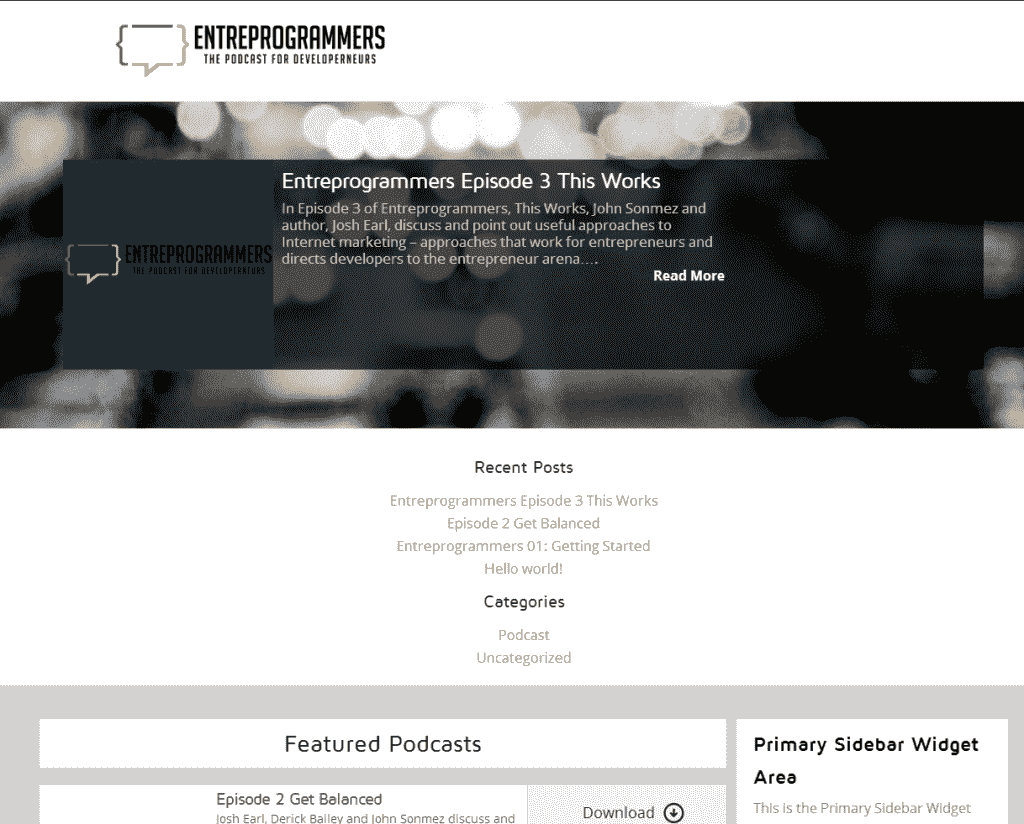 ENTREPROGRAMMERS
THE PODCAST FOR DEVELOPERNEURS
Entreprogrammers Episode 3 This Works
In Episode 3 of Entreprogrammers, This Works, John Sonmez and
author, Josh Earl, discuss and point out useful approaches to
Internet marketing – approaches that work for entrepreneurs and
directs developers to the entrepreneur arena….
Read More
ENTREPROGRAMMERS
THE PODCAST FOR DEVELOPERNEURS
Recent Posts
Entreprogrammers Episode 3 This Works
Episode 2 Get Balanced
Entreprogrammers 01: Getting Started
Hello world!
Categories
Podcast
Uncategorized
Featured Podcasts
Episode 2 Get Balanced
Josh Earl, Derick Bailey and John Sonmez discuss and
Download
Primary Sidebar Widget
Area
This is the Primary Sidebar Widget